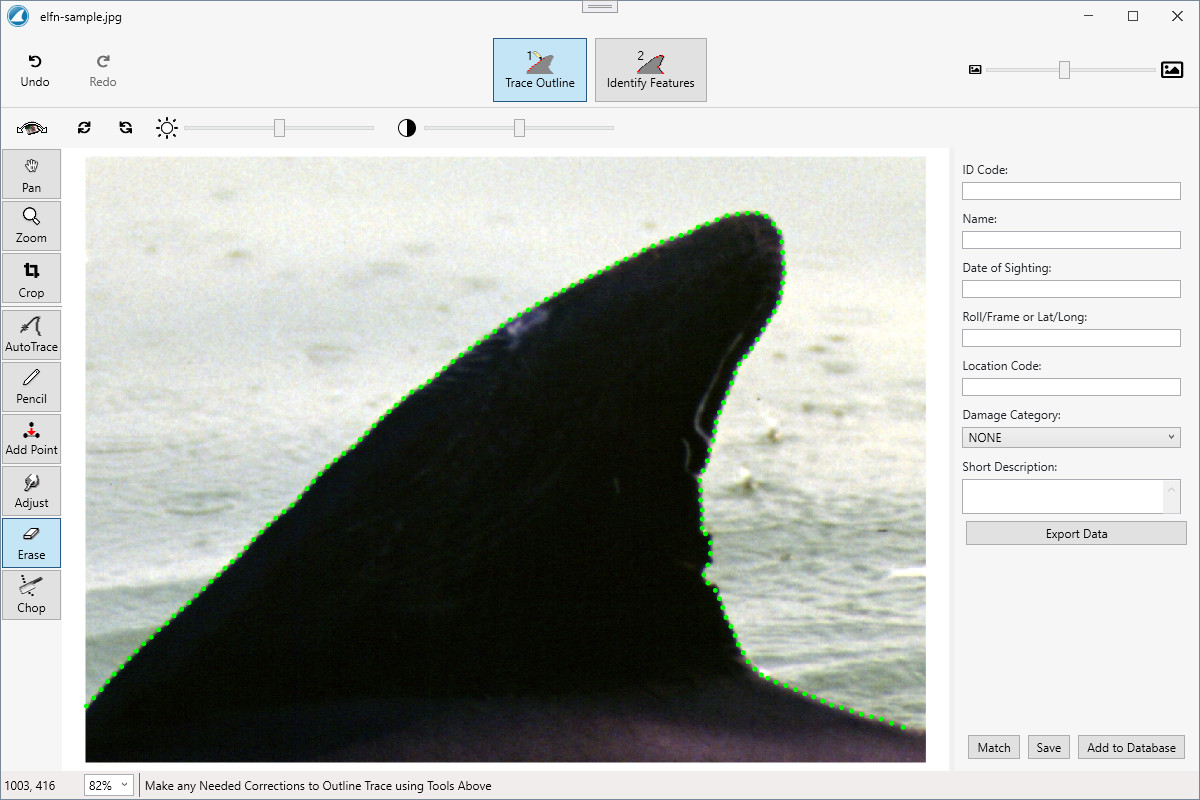 elfn-sample.jpg
Undo
Redo
1
Trace Outline
2
Identify Features
Pan
Zoom
Crop
AutoTrace
Pencil
Add Point
Adjust
Erase
Chop
ID Code:
Name:
Date of Sighting:
Roll/Frame or Lat/Long:
Location Code:
Damage Category:
NONE
Short Description:
Export Data
Match
Save
Add to Database
1003, 416
82%
Make any Needed Corrections to Outline Trace using Tools Above